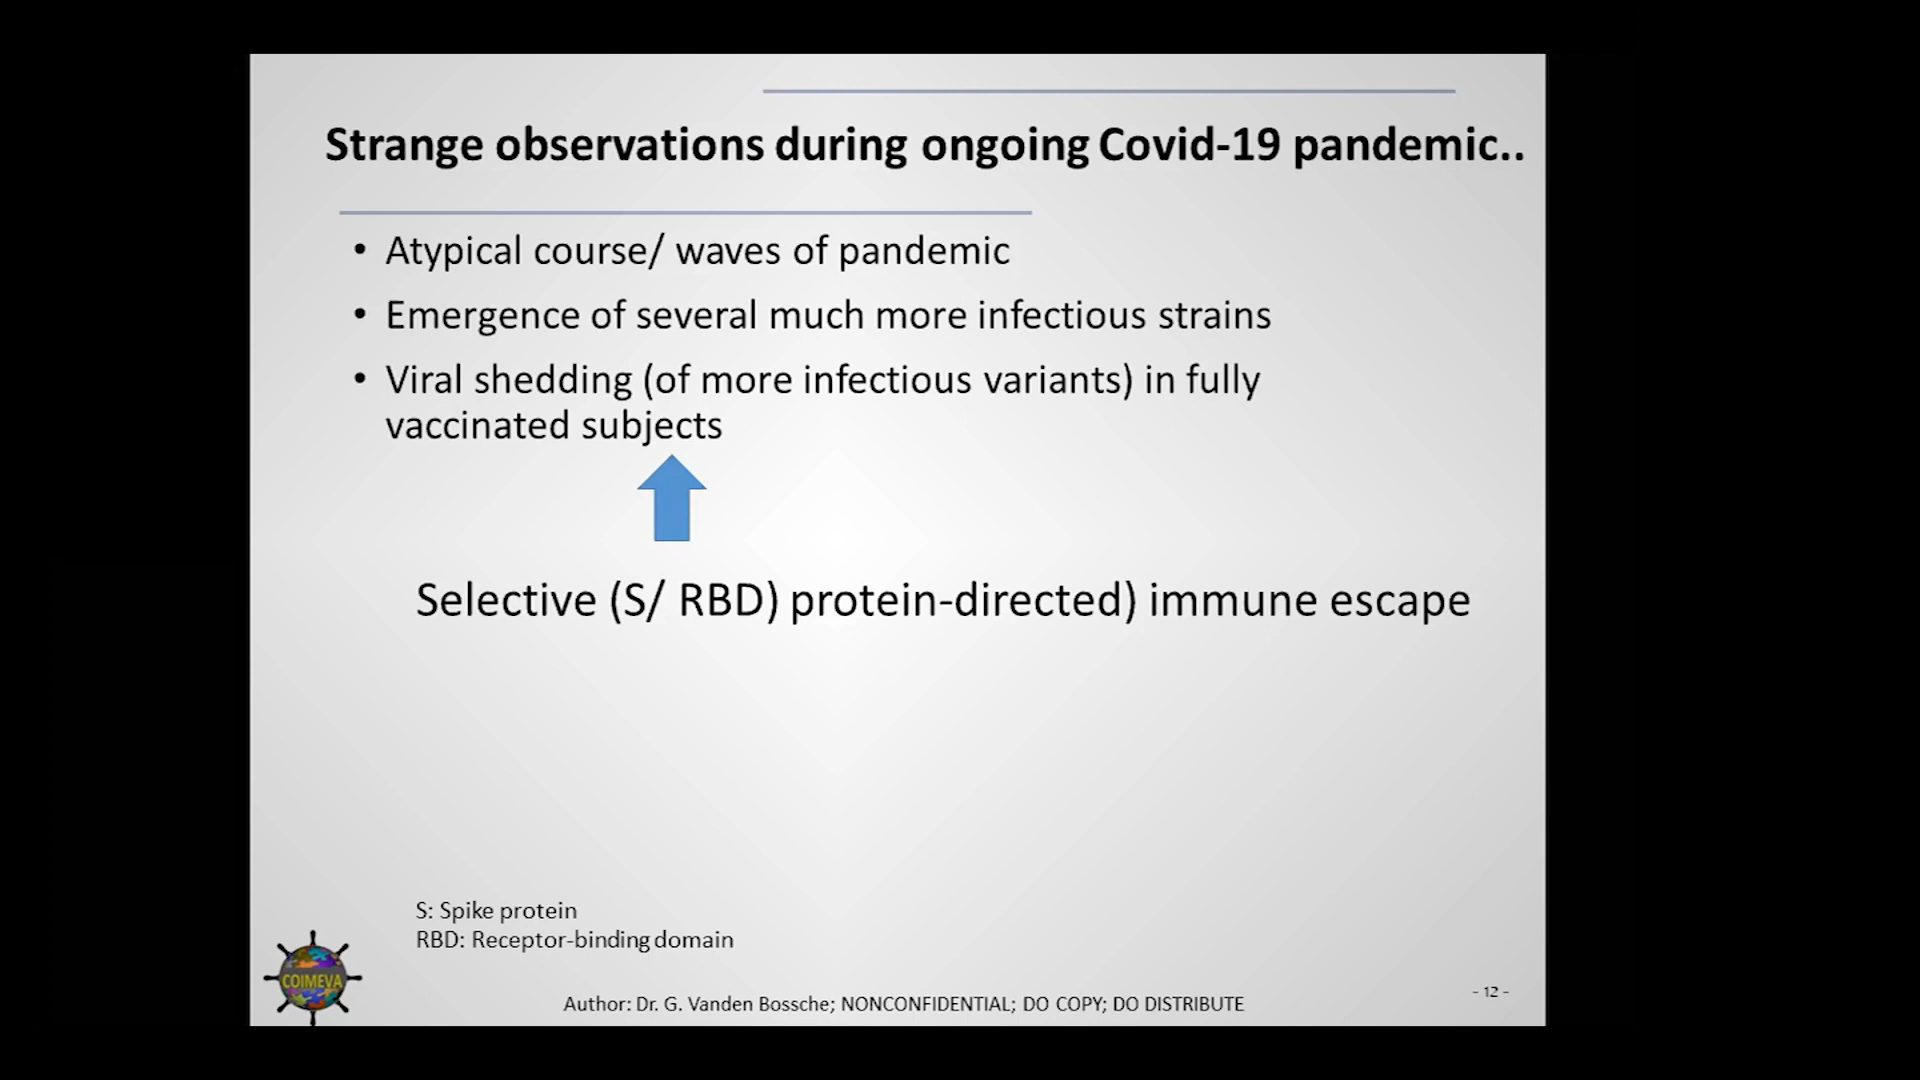 Strange observations during ongoing Covid-19 pandemic..
• Atypical course/ waves of pandemic
• Emergence of several much more infectious strains
• Viral shedding (of more infectious variants) in fully
vaccinated subjects
Selective (S/ RBD) protein-directed) immune escape
S: Spike protein
RBD: Receptor-binding domain
COIMEVA
Author: Dr. G. Vanden Bossche; NONCONFIDENTIAL; DO COPY; DO DISTRIBUTE
- 12 -